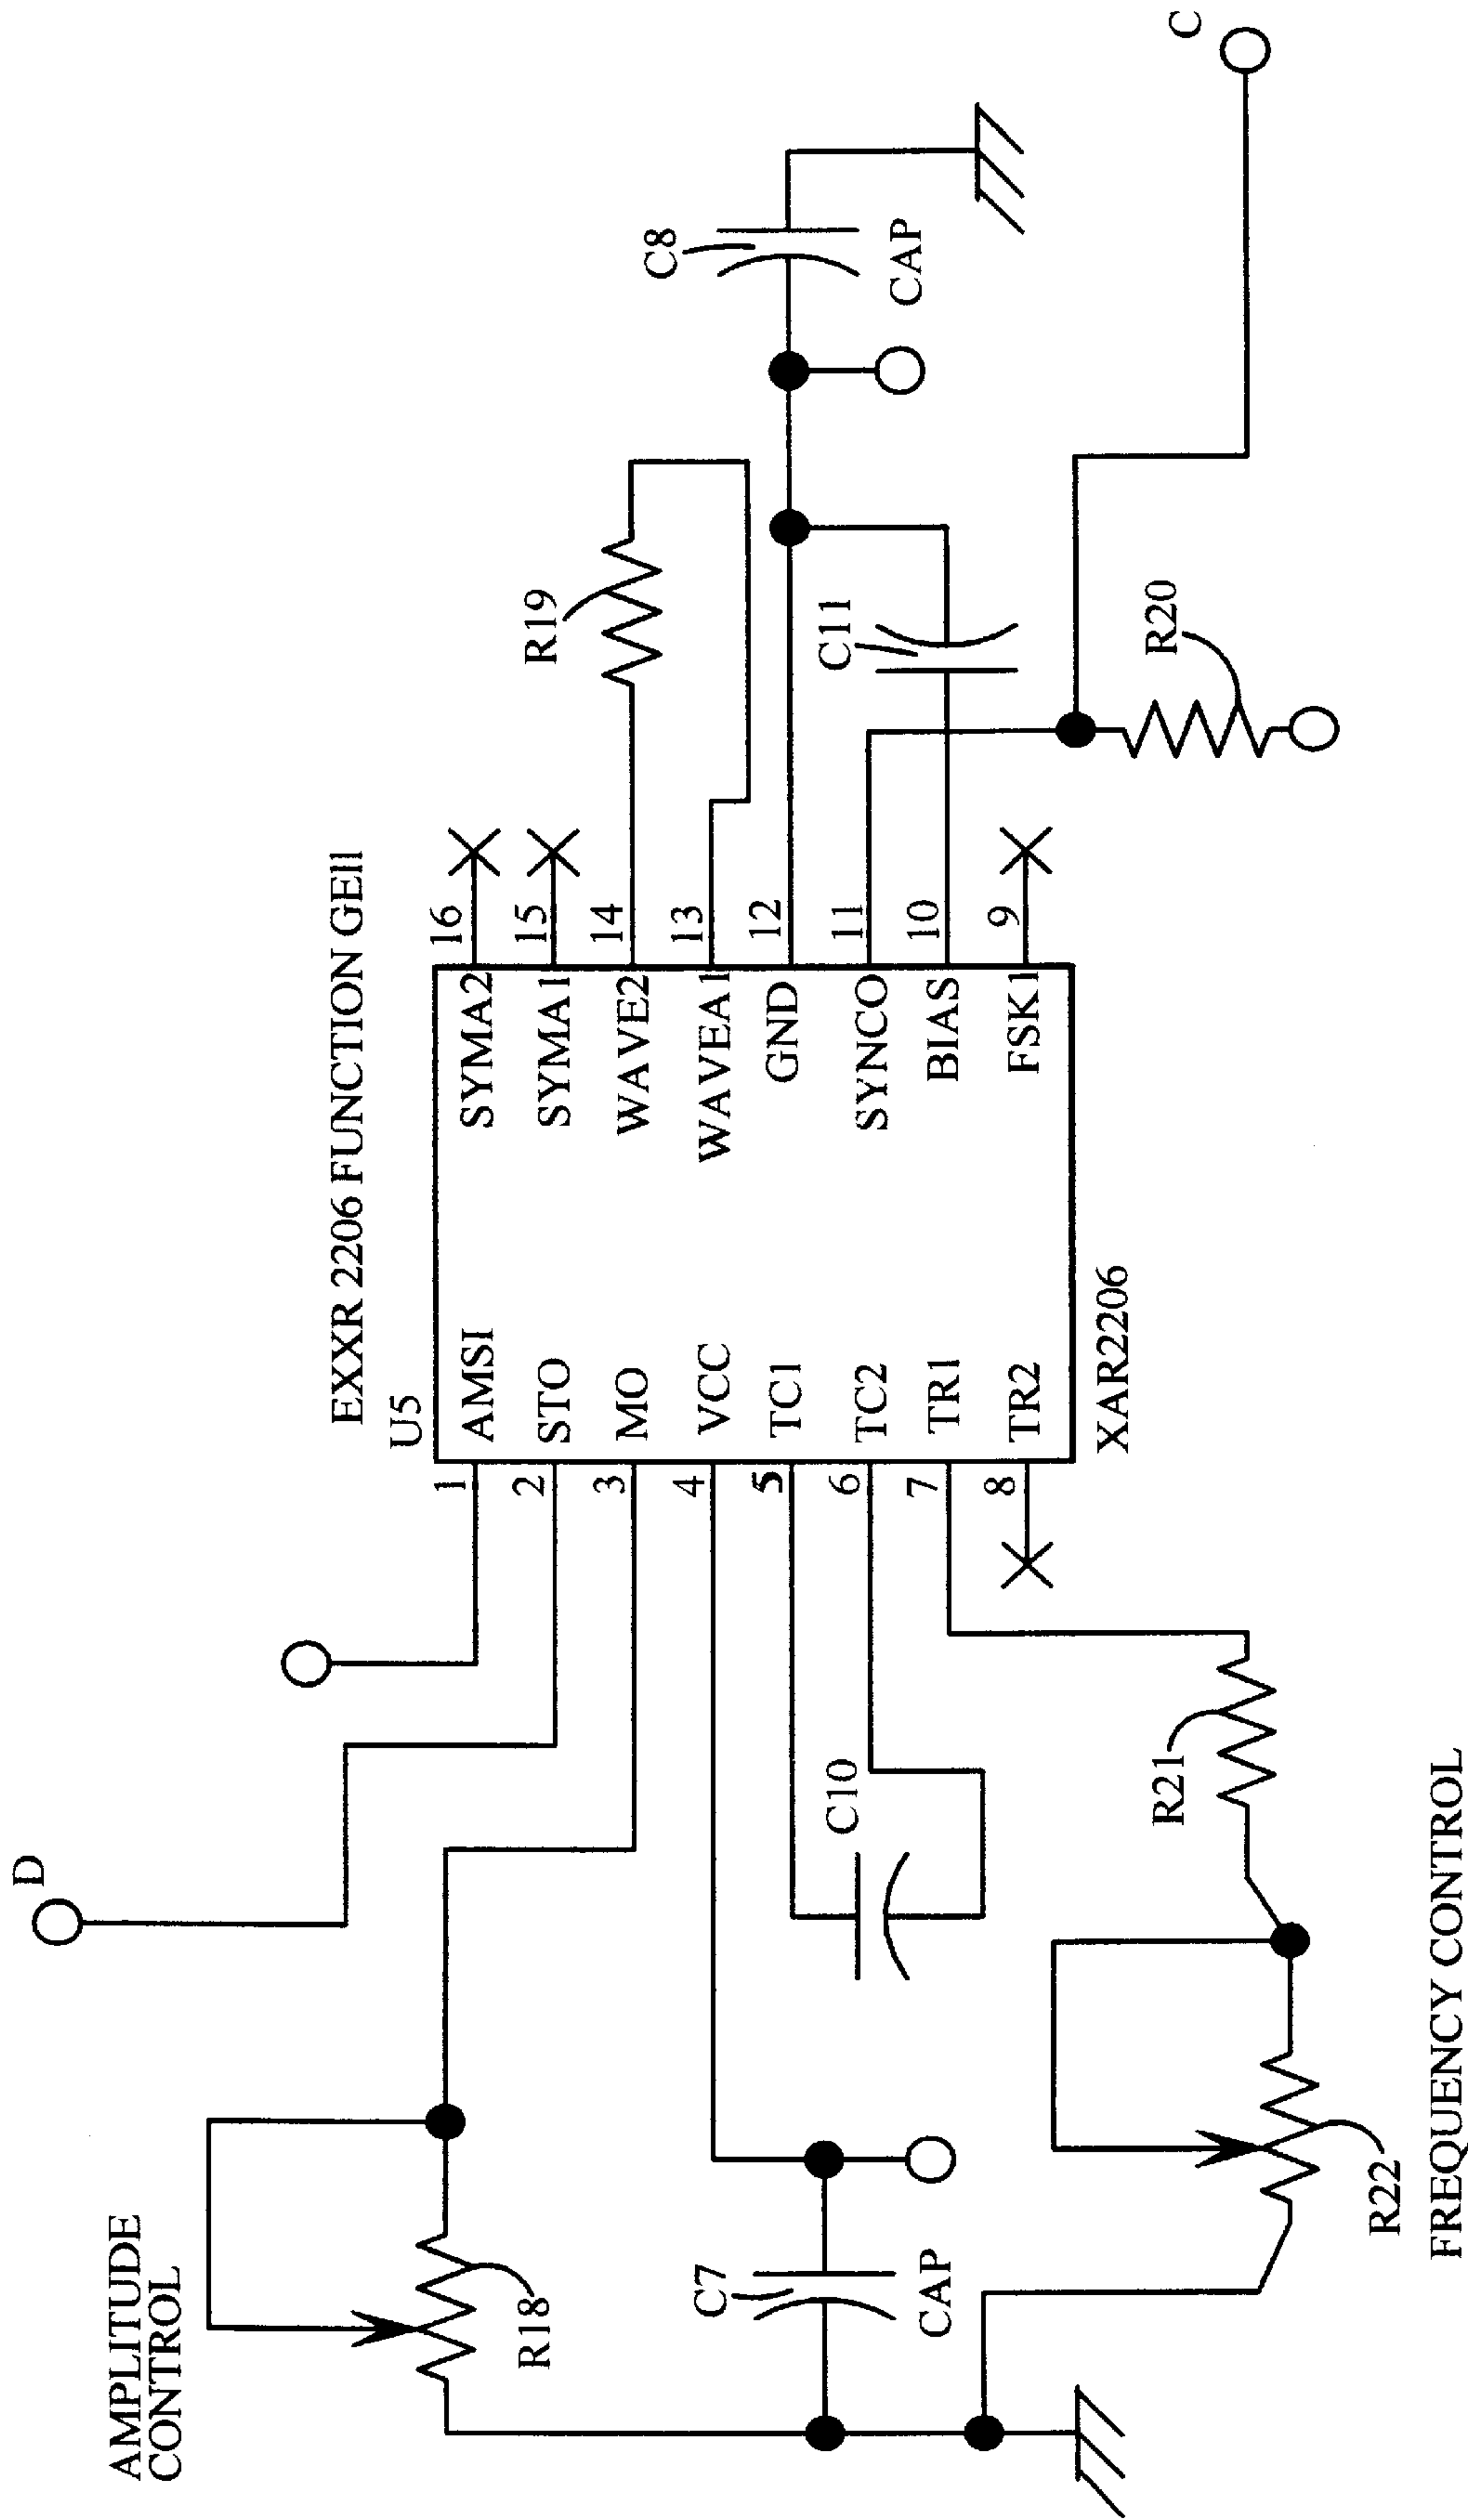 AMPLITUDE
CONTROL
R18
D
C7
CAP
C10
R21
R22
FREQUENCY CONTROL
EXXR 2206 FUNCTION GE11
U5
1
AMSI
2
STO
3
MO
4
VCC
5
TC1
6
TC2
7
TR1
8
TR2
XAR2206
16
SYMA2
15
SYMA1
14
WAVE2
13
WAVEA1
12
GND
11
SYNCO
10
BIAS
9
FSK1
R19
C11
R20
C8
CAP
C